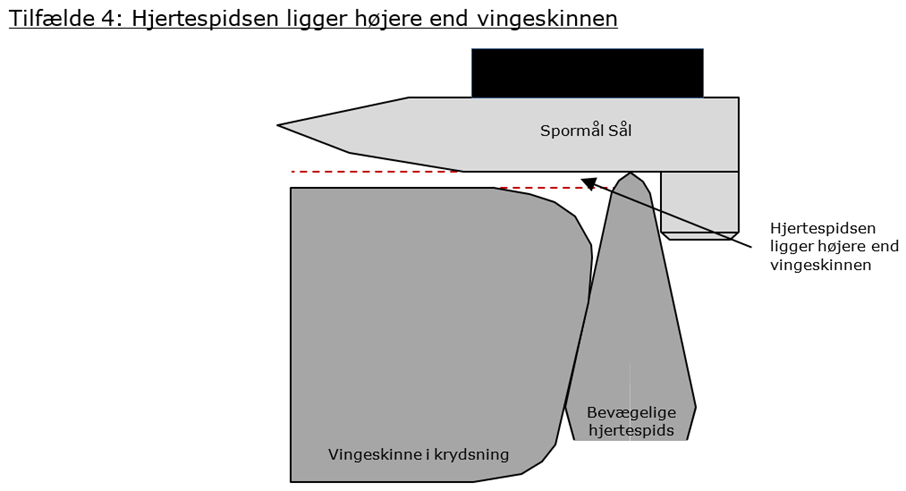 Tilfælde 4: Hjertespidsen ligger højere end vingeskinnen
Spormål Sål
Hjertespidsen
ligger højere end
vingeskinnen
Bevægelige
hjertespids
Vingeskinne i krydsning